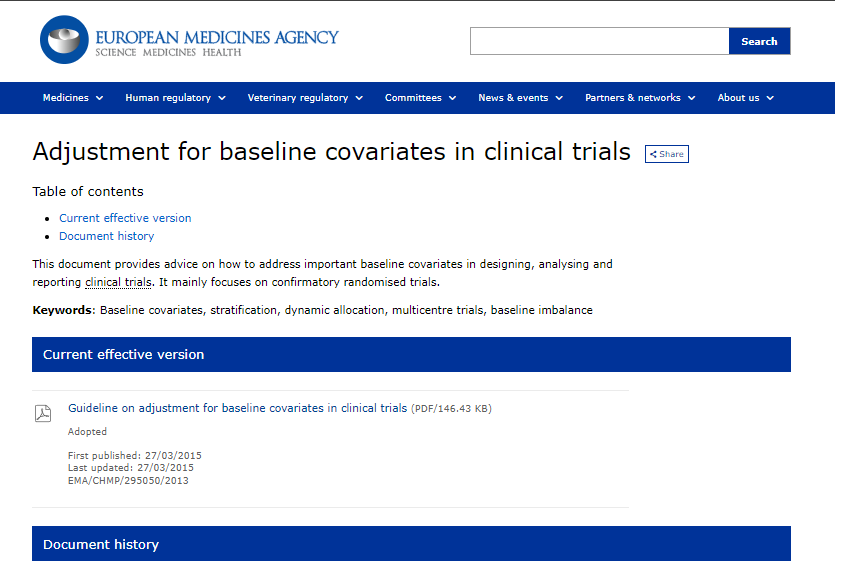 EUROPEAN MEDICINES AGENCY
SCIENCE MEDICINES HEALTH
Search
Medicines
Human regulatory
Veterinary regulatory
Committees
News & events
Partners & networks
About us
Adjustment for baseline covariates in clinical trials
Share
Table of contents
Current effective version
Document history
This document provides advice on how to address important baseline covariates in designing, analysing and
reporting clinical trials. It mainly focuses on confirmatory randomised trials.
Keywords: Baseline covariates, stratification, dynamic allocation, multicentre trials, baseline imbalance
Current effective version
Guideline on adjustment for baseline covariates in clinical trials (PDF/146.43 KB)
Adopted
First published: 27/03/2015
Last updated: 27/03/2015
EMA/CHMP/295050/2013
Document history